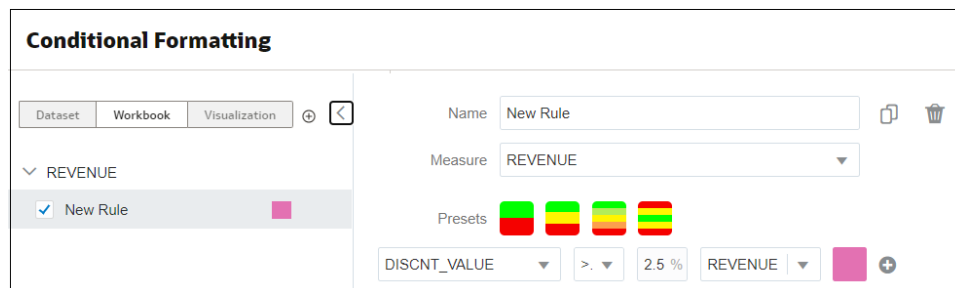 Conditional Formatting
Dataset Workbook Visualization
REVENUE
New Rule
Name New Rule
Measure REVENUE
Presets
DISCNT_VALUE >. 2.5 % REVENUE